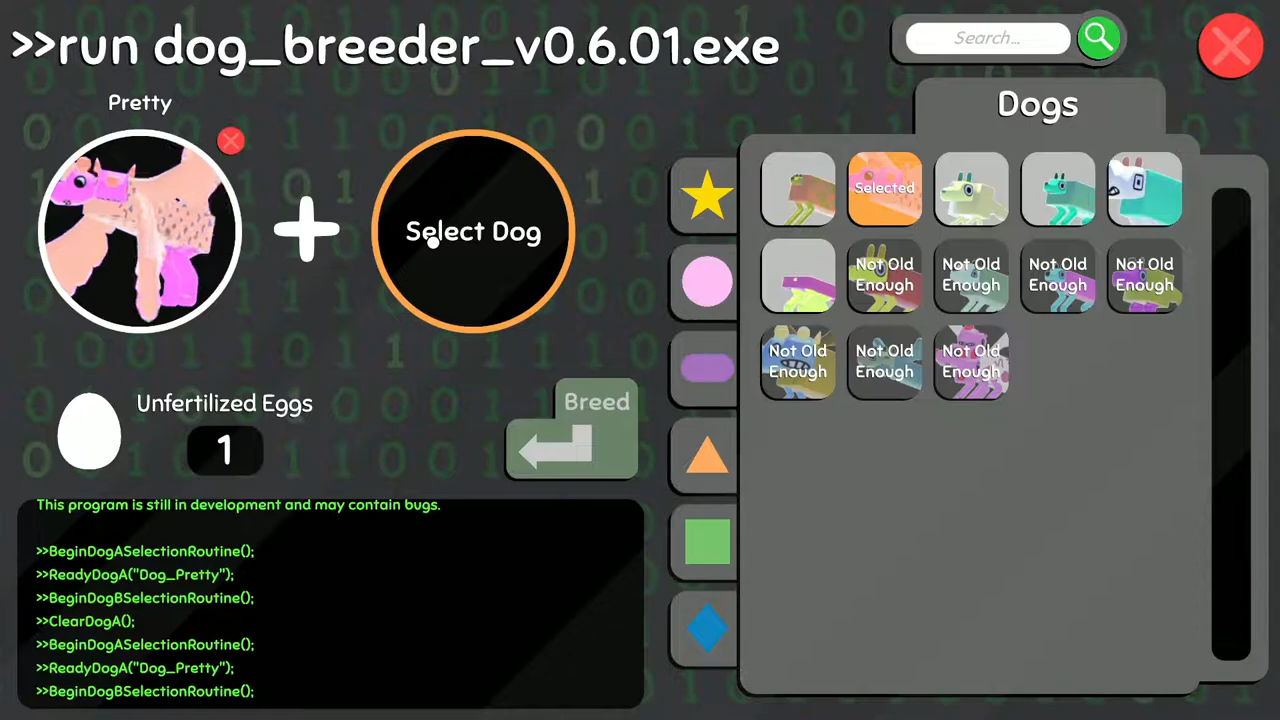 >>run dog_breeder_v0.6.01.exe
Search...
Pretty
Dogs
Select Dog
Selected
Not Old Enough
Not Old Enough
Not Old Enough
Not Old Enough
Not Old Enough
Not Old Enough
Not Old Enough
Unfertilized Eggs
1
Breed
This program is still in development and may contain bugs.
>>BeginDogASelectionRoutine();
>>ReadyDogA("Dog_Pretty");
>>BeginDogBSelectionRoutine();
>>ClearDogA();
>>BeginDogASelectionRoutine();
>>ReadyDogA("Dog_Pretty");
>>BeginDogBSelectionRoutine();